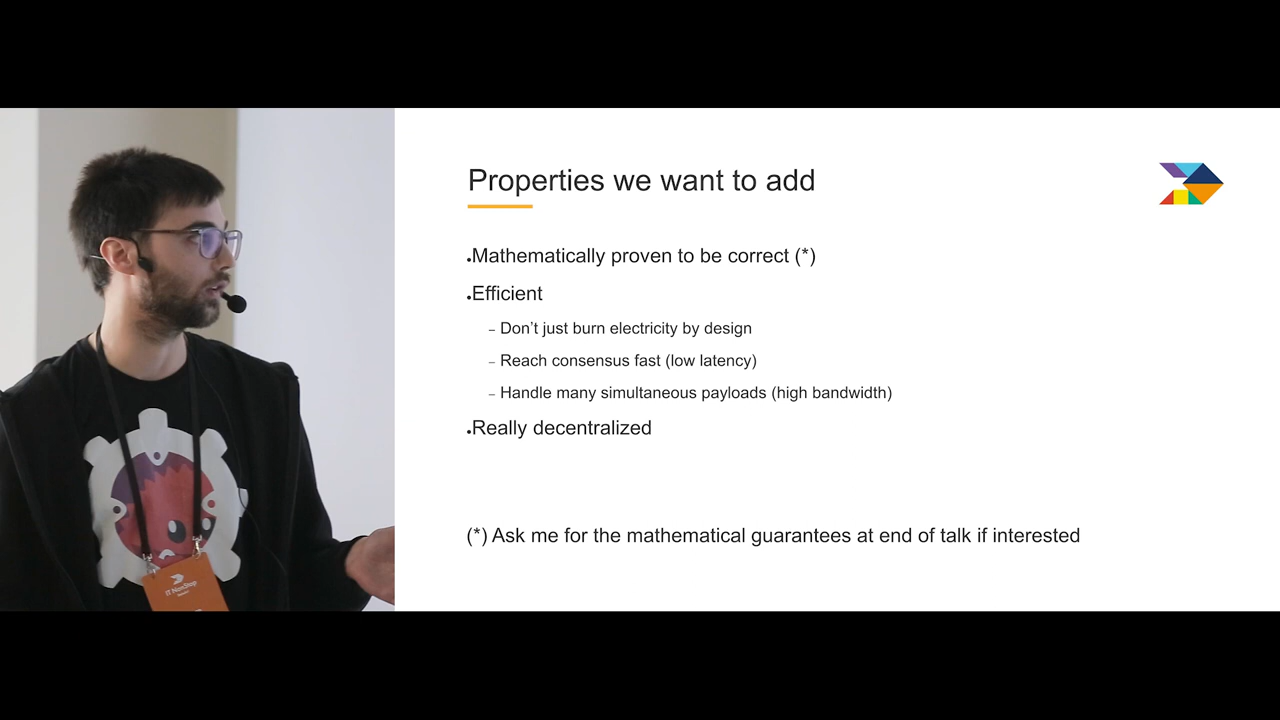 Properties we want to add
•Mathematically proven to be correct (*)
•Efficient
– Don't just burn electricity by design
– Reach consensus fast (low latency)
– Handle many simultaneous payloads (high bandwidth)
•Really decentralized
(*) Ask me for the mathematical guarantees at end of talk if interested
IT NonStop